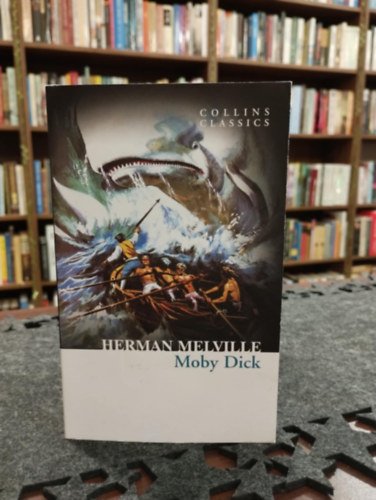 COLLINS
CLASSICS
HERMAN MELVILLE
Moby Dick